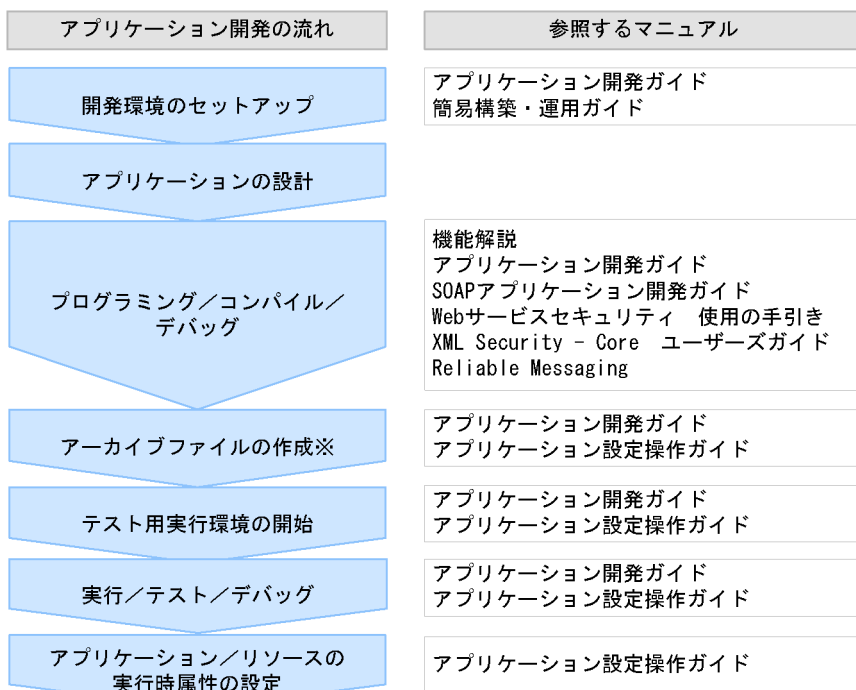 アプリケーション開発の流れ
参照するマニュアル
開発環境のセットアップ
アプリケーション開発ガイド
簡易構築・運用ガイド
アプリケーションの設計
プログラミング／コンパイル／
デバッグ
機能解説
アプリケーション開発ガイド
SOAPアプリケーション開発ガイド
Webサービスセキュリティ　使用の手引き
XML Security - Core　ユーザーズガイド
Reliable Messaging
アーカイブファイルの作成※
アプリケーション開発ガイド
アプリケーション設定操作ガイド
テスト用実行環境の開始
アプリケーション開発ガイド
アプリケーション設定操作ガイド
実行／テスト／デバッグ
アプリケーション開発ガイド
アプリケーション設定操作ガイド
アプリケーション／リソースの
実行時属性の設定
アプリケーション設定操作ガイド